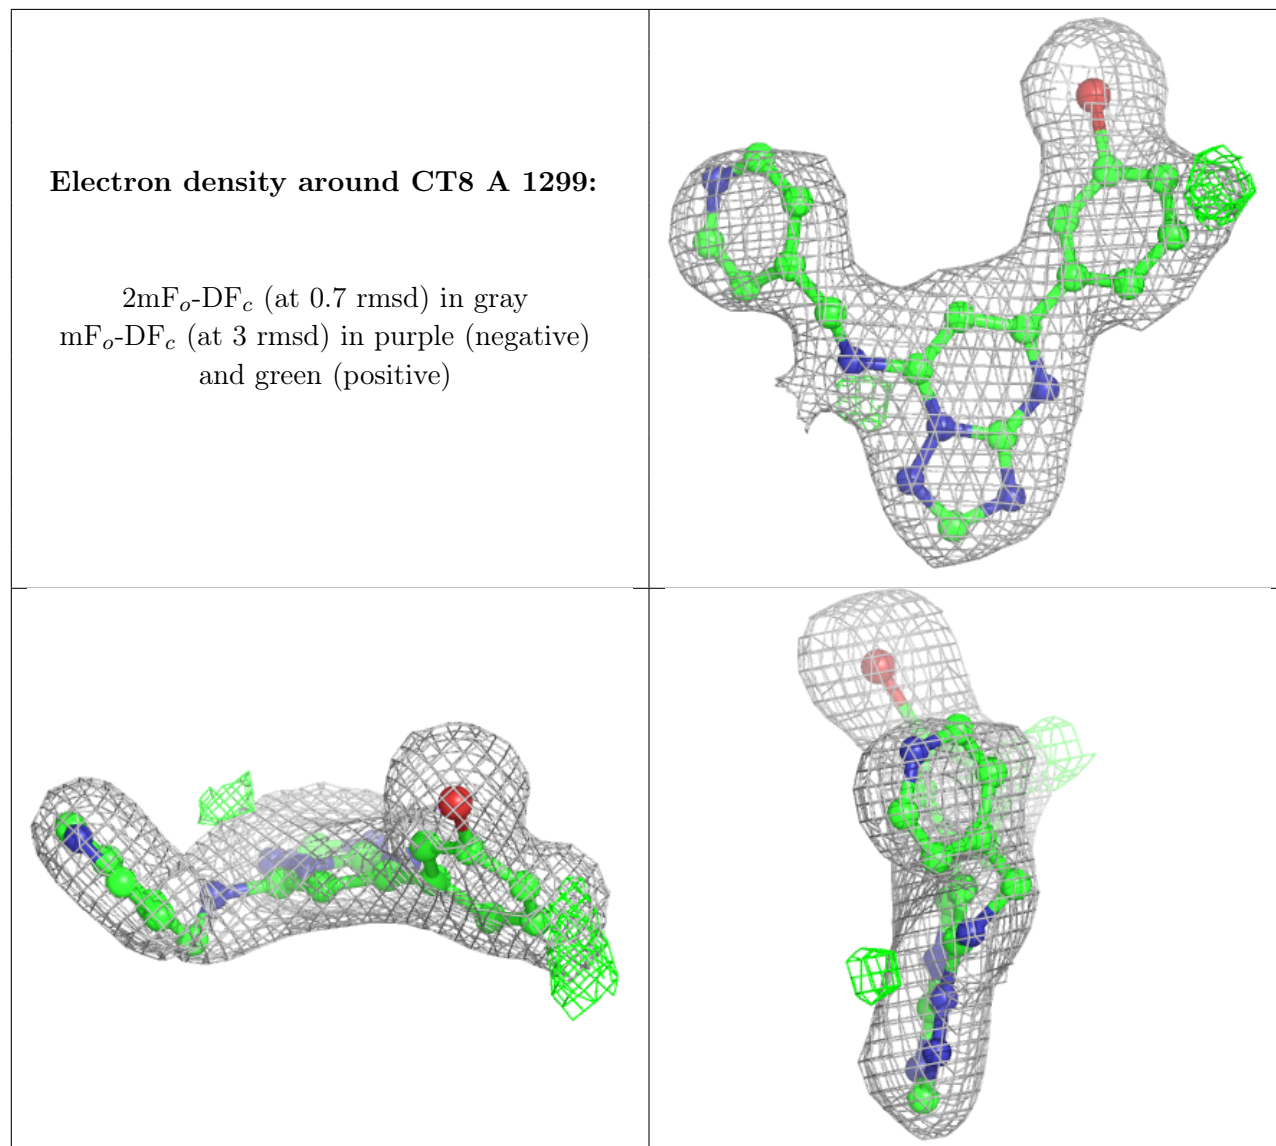 Electron density around CT8 A 1299:
2mFo-DFc (at 0.7 rmsd) in gray
mFo-DFc (at 3 rmsd) in purple (negative)
and green (positive)